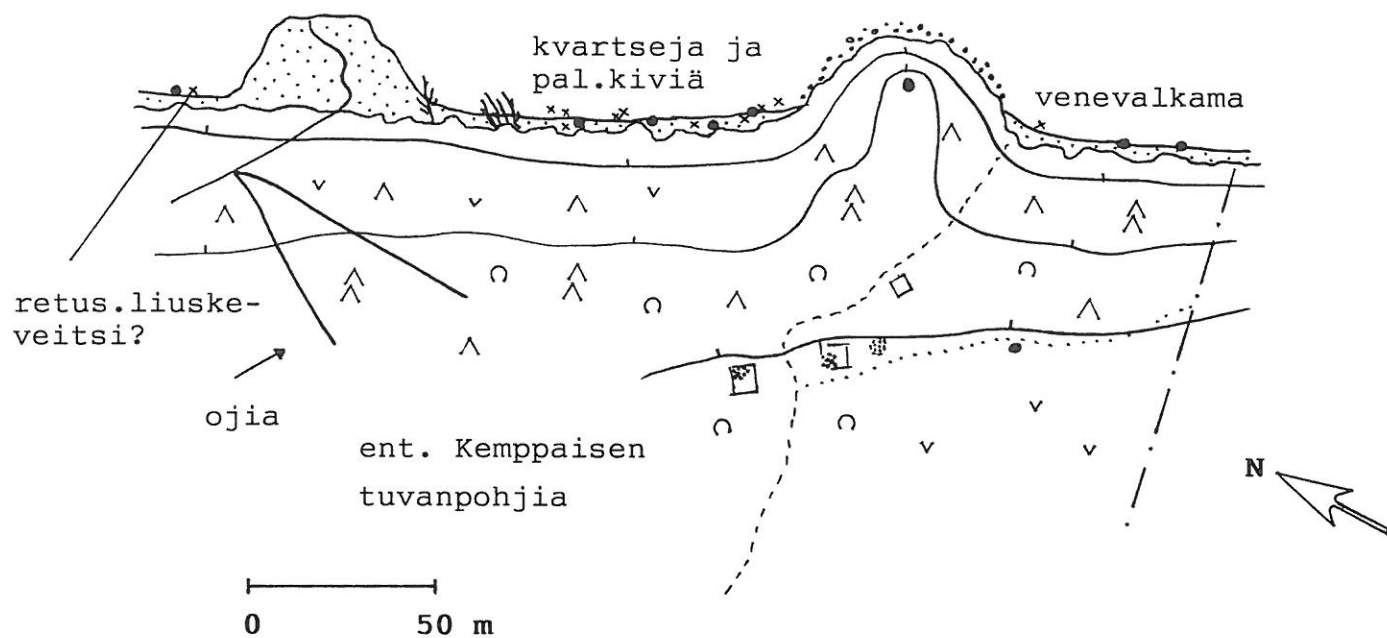 kvartseja ja
pal.kiviä
venevalkama
retus.liuske-
veitsi?
ojia
ent. Kemppaisen
tuvanpohjia
N
0 50 m